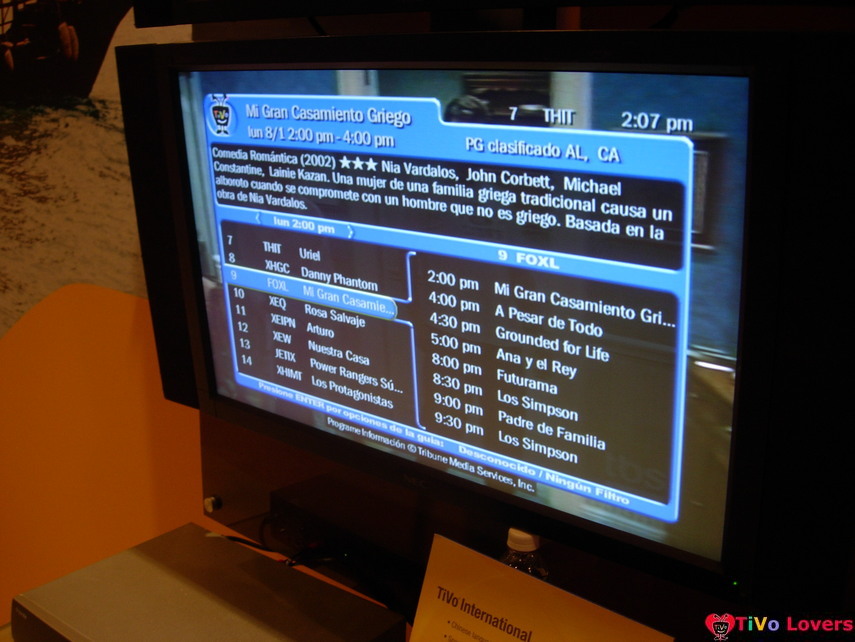 TiVo
Mi Gran Casamiento Griego
7 THIT 2:07 pm
lun 8/1 2:00 pm - 4:00 pm
PG clasificado AL, CA
Comedia Romántica (2002) ★★★ Nia Vardalos, John Corbett, Michael
Constantine, Lainie Kazan. Una mujer de una familia griega tradicional causa un
alboroto cuando se compromete con un hombre que no es griego. Basada en la
obra de Nia Vardalos.
lun 2:00 pm
7 THIT Uriel
8 XHGC Danny Phantom
9 FOXL Mi Gran Casamie...
10 XEQ Rosa Salvaje
11 XEIPN Arturo
12 XEW Nuestra Casa
13 JETIX Power Rangers Sú...
14 XHIMT Los Protagonistas
9 FOXL
2:00 pm Mi Gran Casamiento Gri...
4:00 pm A Pesar de Todo
4:30 pm Grounded for Life
5:00 pm Ana y el Rey
8:00 pm Futurama
8:30 pm Los Simpson
9:00 pm Padre de Familia
9:30 pm Los Simpson
Presione ENTER por opciones de la guía: Desconocido / Ningún Filtro
Programe Información © Tribune Media Services, Inc.
tbs
TiVo International
TiVo Lovers